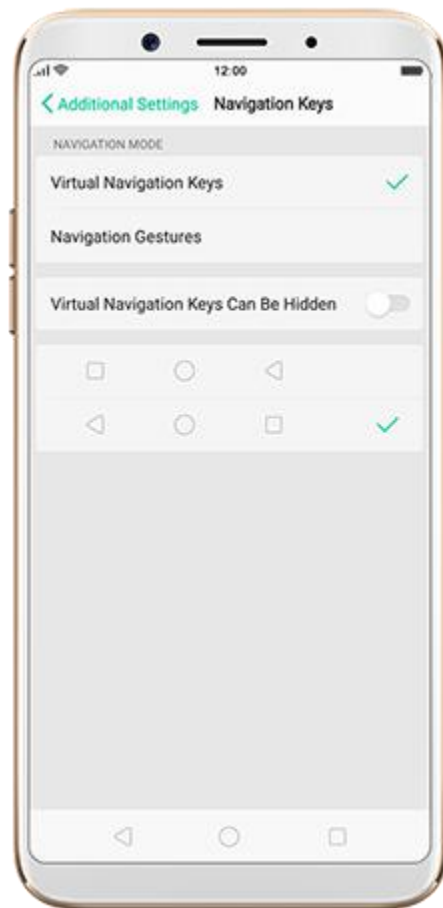 12:00
Additional Settings Navigation Keys
NAVIGATION MODE
Virtual Navigation Keys
Navigation Gestures
Virtual Navigation Keys Can Be Hidden